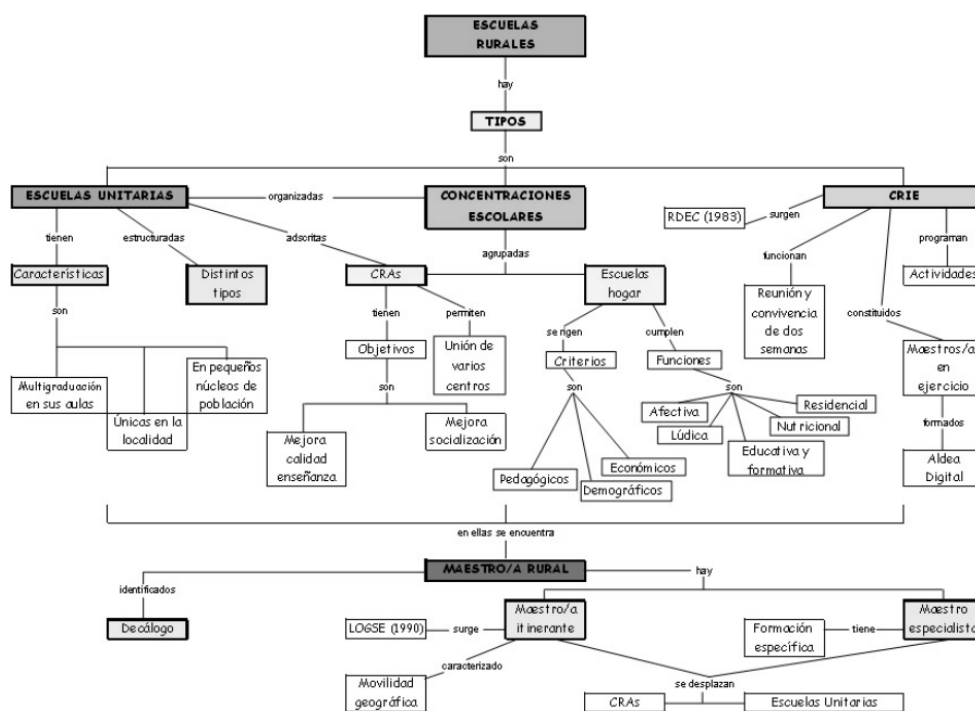 ESCUELAS
RURALES
hay
TIPOS
son
ESCUELAS UNITARIAS
organizadas
CONCENTRACIONES
ESCOLARES
CRIE
RDEC (1983)
surgen
tienen
estructuradas
adscritas
agrupadas
funcionan
programan
Características
Distintos
tipos
CRAs
Escuelas
hogar
Reunión y
convivencia
de dos
semanas
Actividades
son
tienen
permiten
se rigen
cumplen
constituidos
Objetivos
Unión de
varios
centros
Criterios
Funciones
Maestros/as
en
ejercicio
Multigraduación
en sus aulas
Únicas en la
localidad
En pequeños
núcleos de
población
son
son
son
Mejora
calidad
enseñanza
Mejora
socialización
Pedagógicos
Demográficos
Económicos
Afectiva
Lúdica
Educativa y
formativa
Nutricional
Residencial
formados
Aldea
Digital
en ellas se encuentra
MAESTRO/A RURAL
identificados
hay
Decálogo
LOGSE (1990)
surge
Maestro/a
itinerante
Formación
específica
tiene
Maestro
especialista
caracterizado
Movilidad
geográfica
se desplazan
CRAs
Escuelas Unitarias